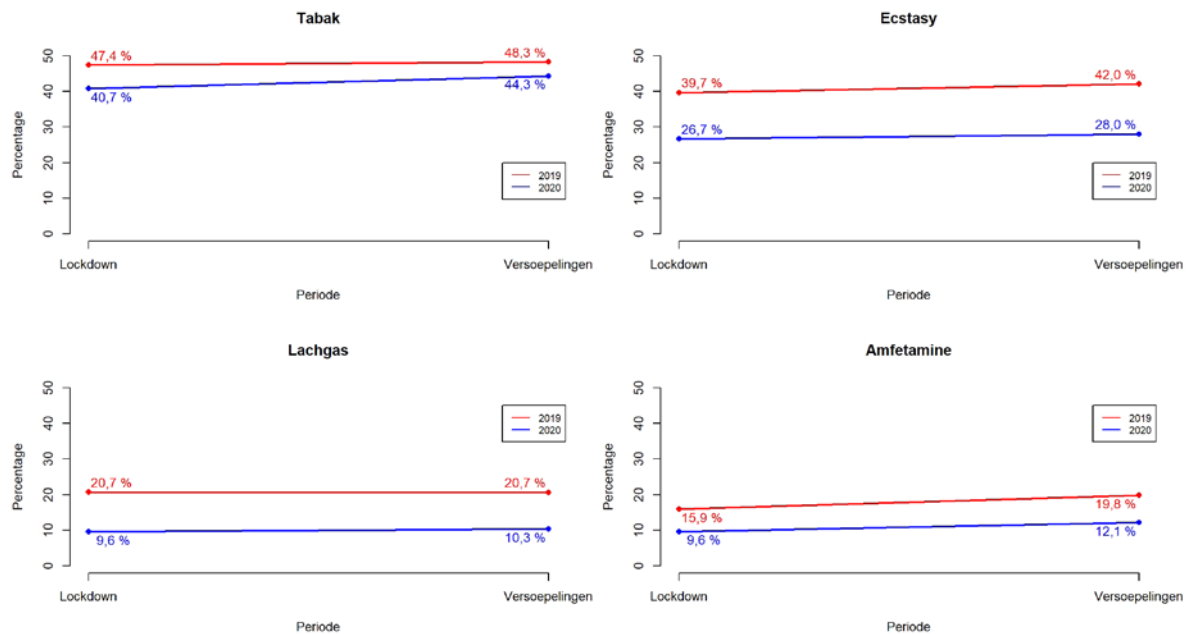 Tabak
Percentage
50
40
30
20
10
0
47,4 %
48,3 %
40,7 %
44,3 %
2019
2020
Lockdown
Versoepelingen
Periode
Ecstasy
Percentage
50
40
30
20
10
0
39,7 %
42,0 %
26,7 %
28,0 %
2019
2020
Lockdown
Versoepelingen
Periode
Lachgas
Percentage
50
40
30
20
10
0
2019
2020
20,7 %
20,7 %
9,6 %
10,3 %
Lockdown
Versoepelingen
Periode
Amfetamine
Percentage
50
40
30
20
10
0
2019
2020
15,9 %
19,8 %
9,6 %
12,1 %
Lockdown
Versoepelingen
Periode